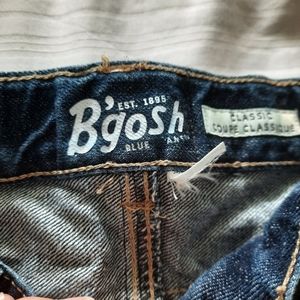 EST. 1895
B'gosh
BLUE
CLASSIC
COUPE CLASSIQUE